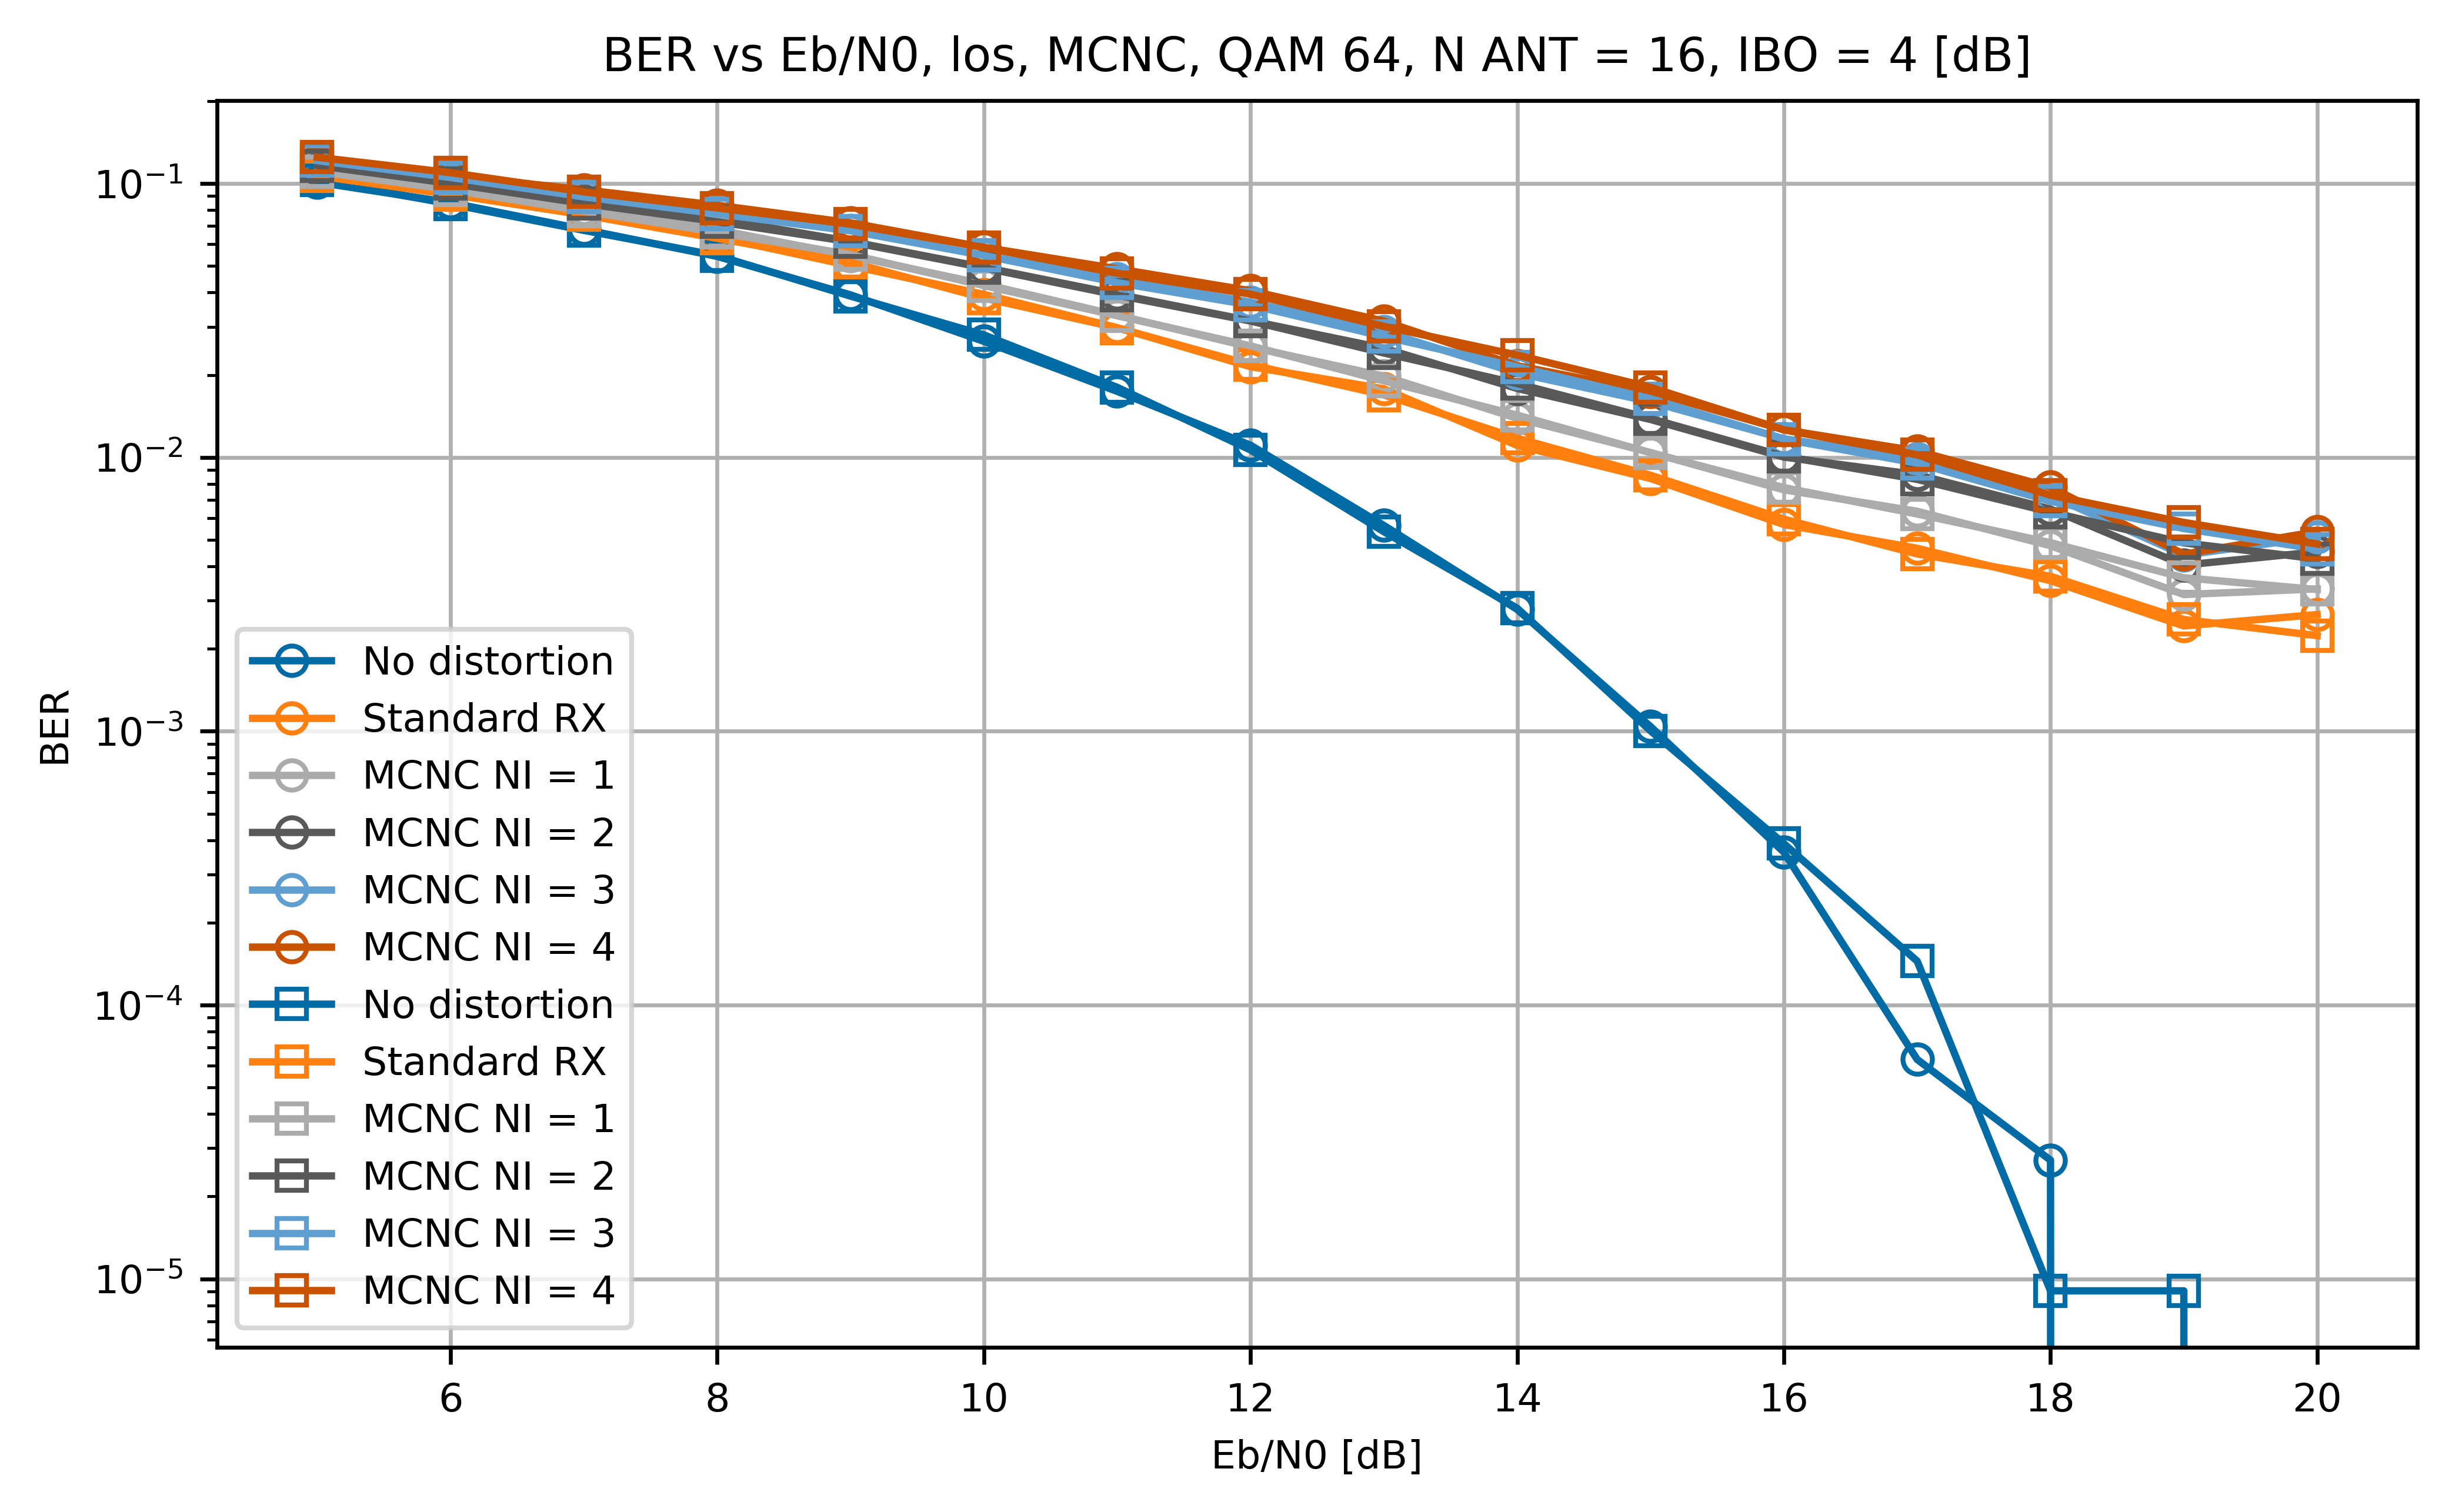 BER vs Eb/N0, los, MCNC, QAM 64, N ANT = 16, IBO = 4 [dB]
BER
10⁻¹
10⁻²
10⁻³
10⁻⁴
10⁻⁵
No distortion
Standard RX
MCNC NI = 1
MCNC NI = 2
MCNC NI = 3
MCNC NI = 4
No distortion
Standard RX
MCNC NI = 1
MCNC NI = 2
MCNC NI = 3
MCNC NI = 4
6 8 10 12 14 16 18 20
Eb/N0 [dB]